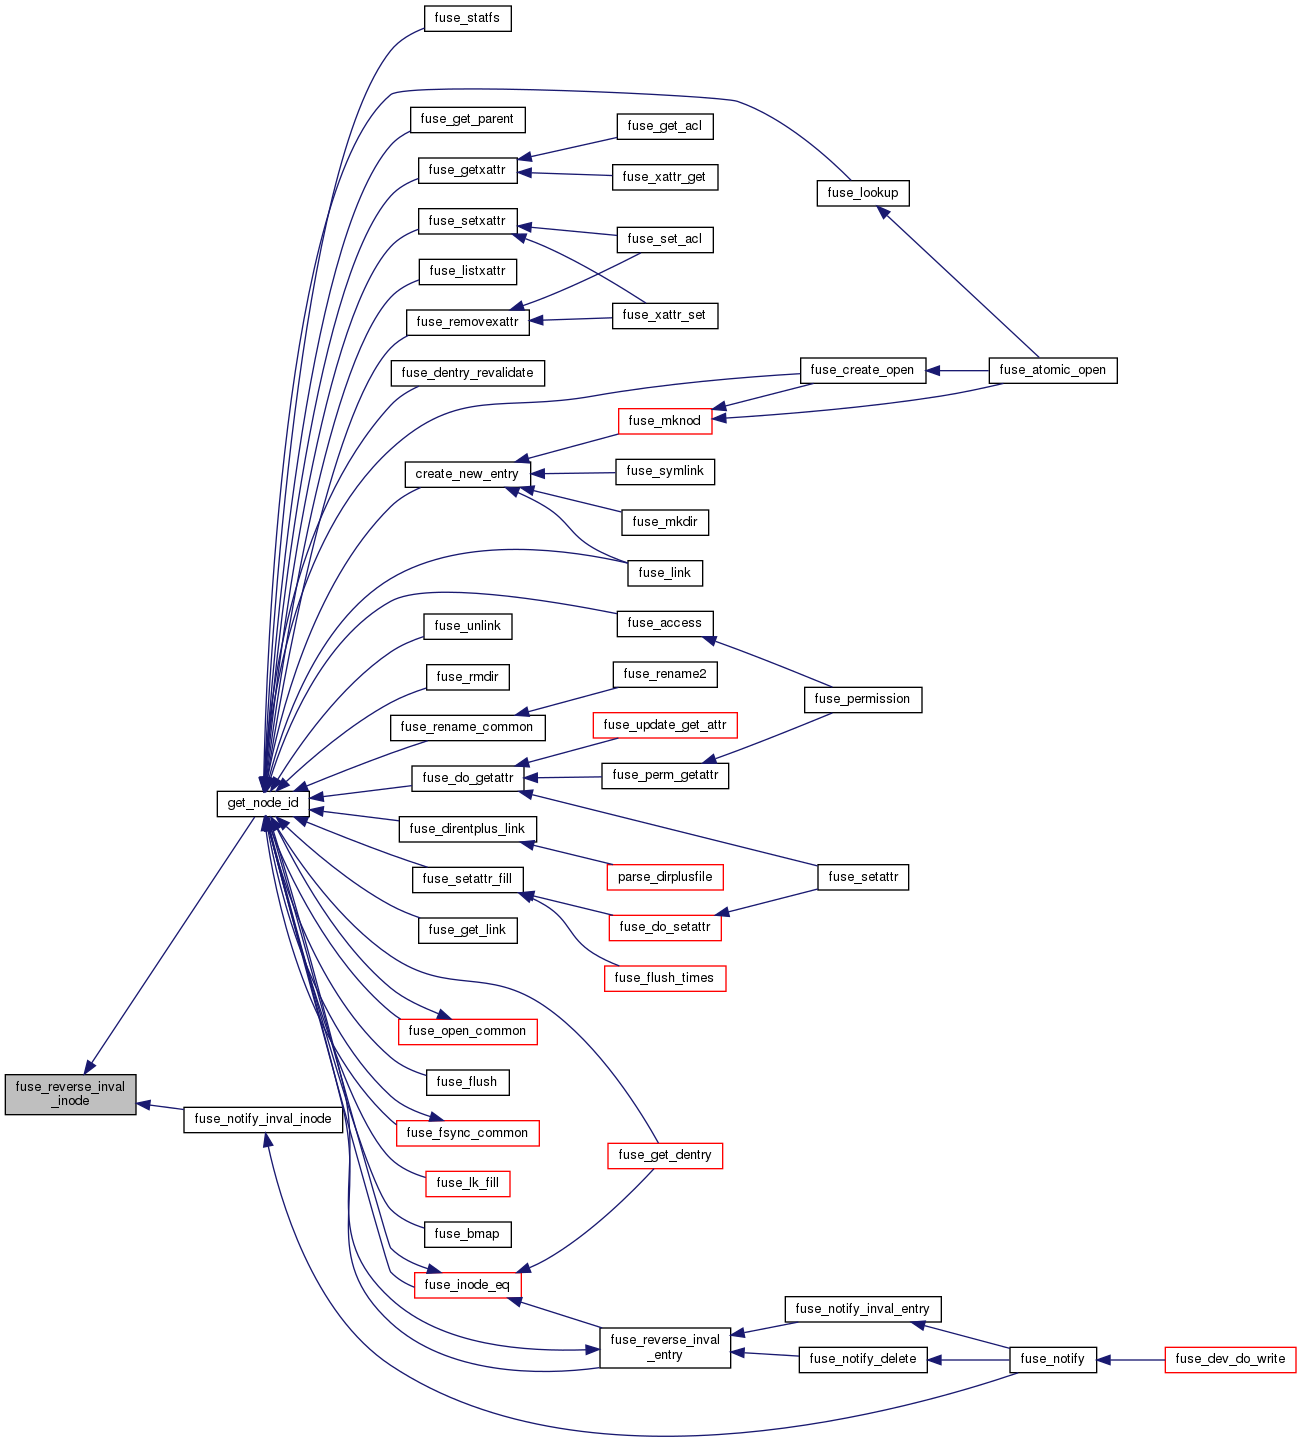 fuse_statfs
fuse_get_parent
fuse_get_acl
fuse_getxattr
fuse_xattr_get
fuse_lookup
fuse_setxattr
fuse_set_acl
fuse_listxattr
fuse_removexattr
fuse_xattr_set
fuse_dentry_revalidate
fuse_create_open
fuse_atomic_open
fuse_mknod
create_new_entry
fuse_symlink
fuse_mkdir
fuse_link
fuse_access
fuse_unlink
fuse_rmdir
fuse_rename2
fuse_permission
fuse_rename_common
fuse_update_get_attr
fuse_do_getattr
fuse_perm_getattr
get_node_id
fuse_direntplus_link
fuse_setattr_fill
parse_dirplusfile
fuse_setattr
fuse_get_link
fuse_do_setattr
fuse_flush_times
fuse_open_common
fuse_flush
fuse_reverse_inval
_inode
fuse_notify_inval_inode
fuse_fsync_common
fuse_get_dentry
fuse_lk_fill
fuse_bmap
fuse_inode_eq
fuse_notify_inval_entry
fuse_reverse_inval
_entry
fuse_notify_delete
fuse_notify
fuse_dev_do_write